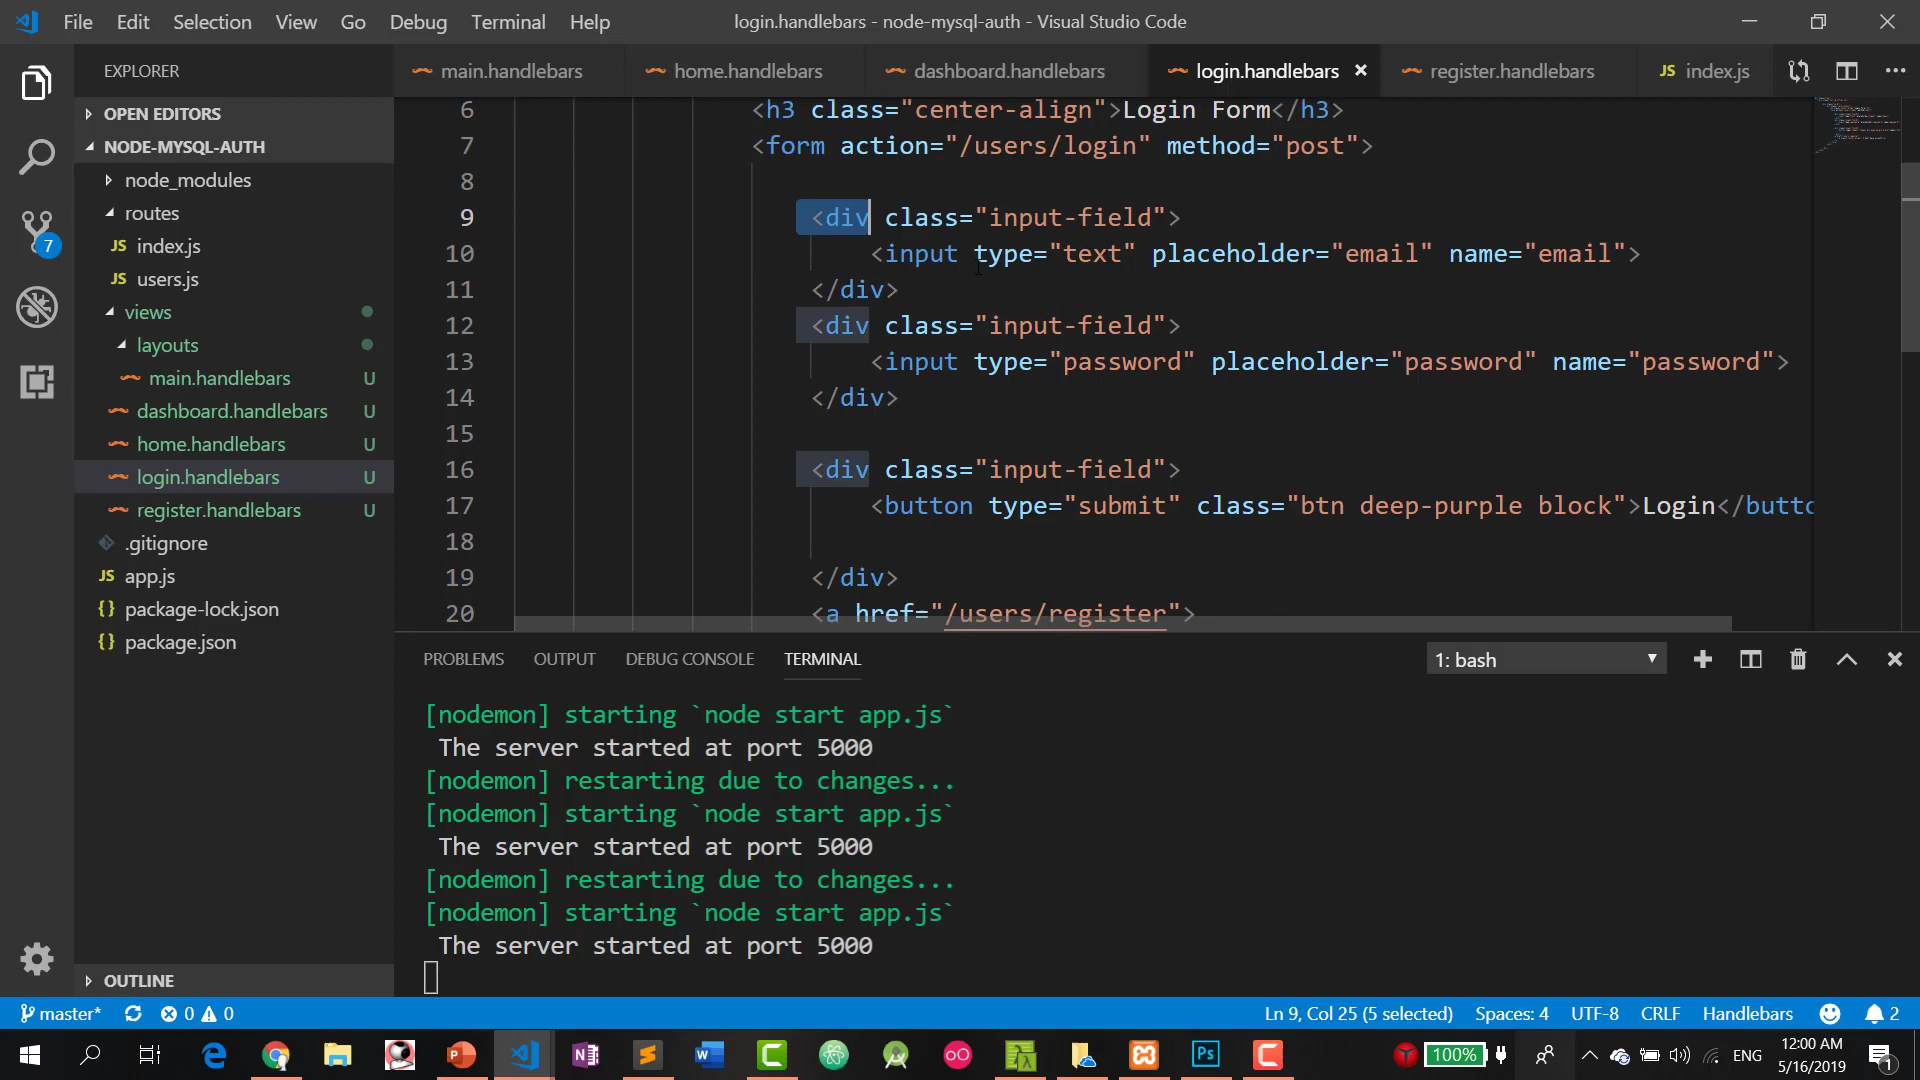 File Edit Selection View Go Debug Terminal Help
login.handlebars - node-mysql-auth - Visual Studio Code
EXPLORER
OPEN EDITORS
NODE-MYSQL-AUTH
node_modules
routes
JS index.js
JS users.js
views
layouts
main.handlebars U
dashboard.handlebars U
home.handlebars U
login.handlebars U
register.handlebars U
.gitignore
JS app.js
{} package-lock.json
{} package.json
OUTLINE
7
main.handlebars home.handlebars dashboard.handlebars login.handlebars register.handlebars JS index.js
6 <h3 class="center-align">Login Form</h3>
7 <form action="/users/login" method="post">
8
9 <div class="input-field">
10 <input type="text" placeholder="email" name="email">
11 </div>
12 <div class="input-field">
13 <input type="password" placeholder="password" name="password">
14 </div>
15
16 <div class="input-field">
17 <button type="submit" class="btn deep-purple block">Login</butto
18
19 </div>
20 <a href="/users/register">
PROBLEMS OUTPUT DEBUG CONSOLE TERMINAL 1: bash
[nodemon] starting `node start app.js`
The server started at port 5000
[nodemon] restarting due to changes...
[nodemon] starting `node start app.js`
The server started at port 5000
[nodemon] restarting due to changes...
[nodemon] starting `node start app.js`
The server started at port 5000
master* 0 0 Ln 9, Col 25 (5 selected) Spaces: 4 UTF-8 CRLF Handlebars 2
100% ENG 12:00 AM
5/16/2019
1